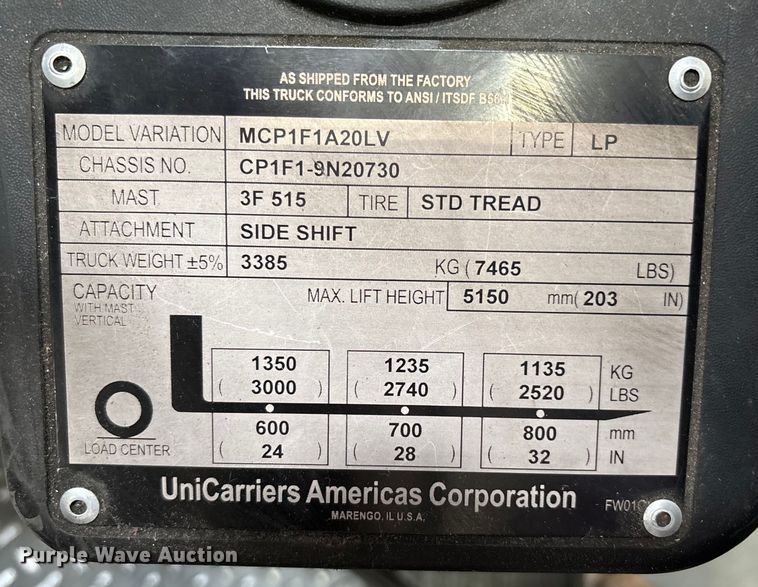 AS SHIPPED FROM THE FACTORY
THIS TRUCK CONFORMS TO ANSI / ITSDF
MODEL VARIATION MCP1F1A20LV TYPE LP
CHASSIS NO. CP1F1-9N20730
MAST 3F 515 TIRE STD TREAD
ATTACHMENT SIDE SHIFT
TRUCK WEIGHT ±5% 3385 KG ( 7465 LBS)
CAPACITY MAX. LIFT HEIGHT 5150 mm( 203 IN)
WITH MAST
VERTICAL
1350 1235 1135 KG
( 3000 ) ( 2740 ) ( 2520 ) LBS
600 700 800 mm
LOAD CENTER ( 24 ) ( 28 ) ( 32 ) IN
UniCarriers Americas Corporation
MARENGO, IL U.S.A.
Purple Wave Auction